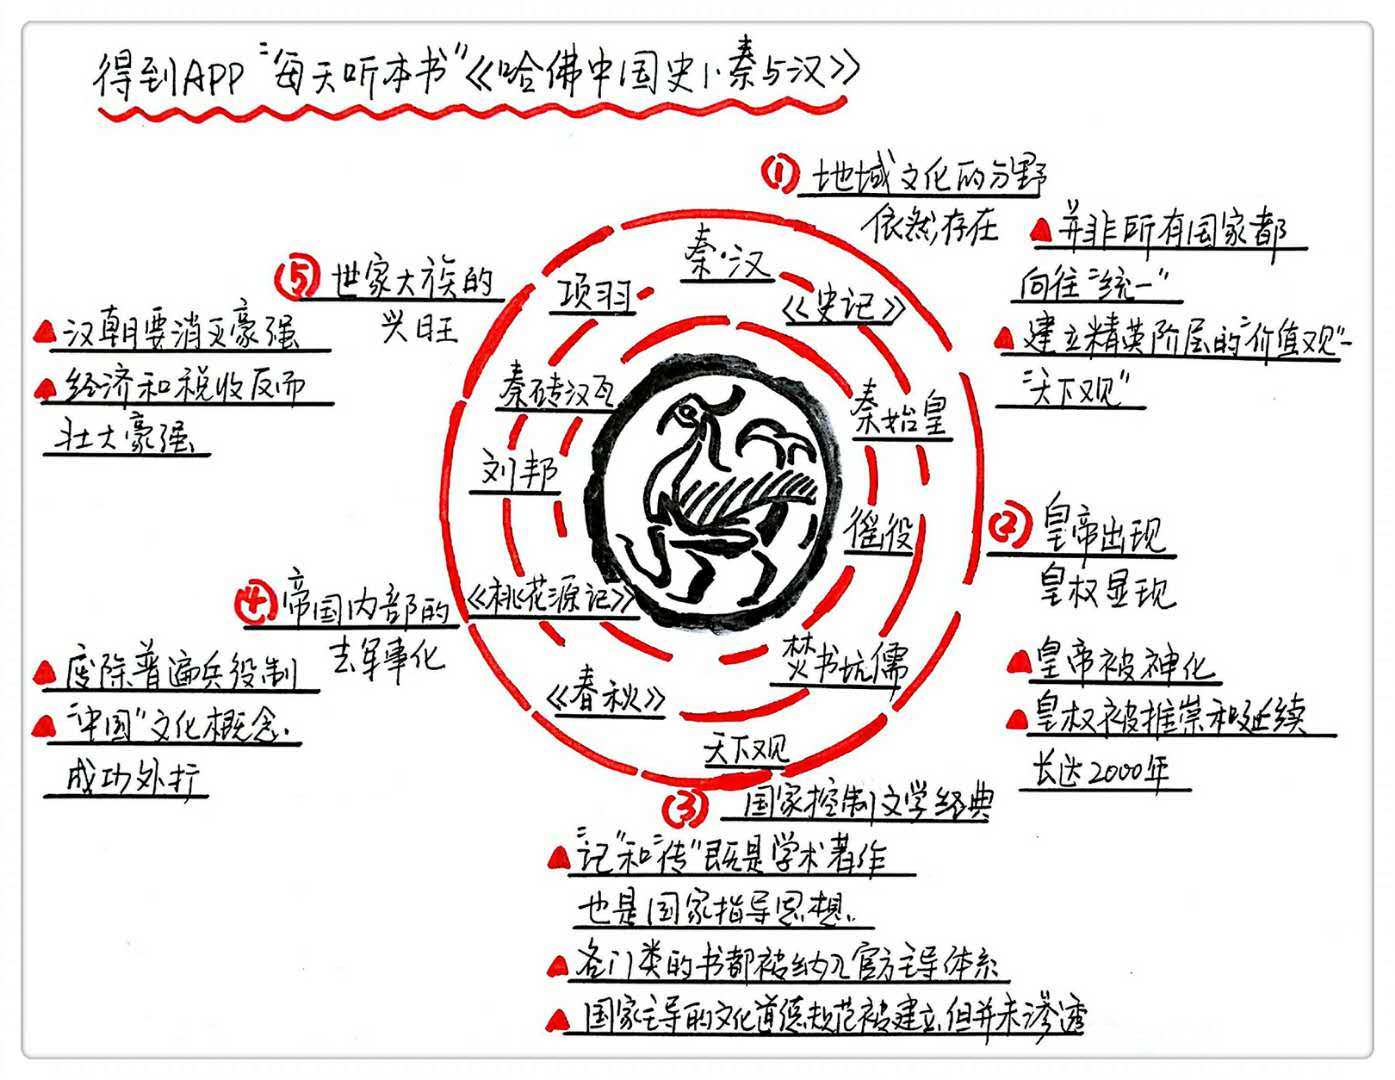 得到APP“每天听本书”《哈佛中国史1·秦与汉》
① 地域文化的分野
依然存在
并非所有国家都
向往“统一”
建立精英阶层的“价值观”-
“天下观”
② 皇帝出现
皇权显现
皇帝被神化
皇权被推崇和延续
长达2000年
③ 国家控制文学经典
“记”和“传”既是学术著作
也是国家指导思想.
各门类的书都被纳入官方主导体系
国家主导的文化道德规范被建立,但并未渗透
④ 帝国内部的
去军事化
废除普遍兵役制
“中国”文化概念.
成功外扩
⑤ 世家大族的
兴旺
汉朝要消灭豪强
经济和税收反而
壮大豪强.
秦·汉
《史记》
秦始皇
徭役
焚书坑儒
天下观
《春秋》
《桃花源记》
刘邦
秦砖汉瓦
项羽